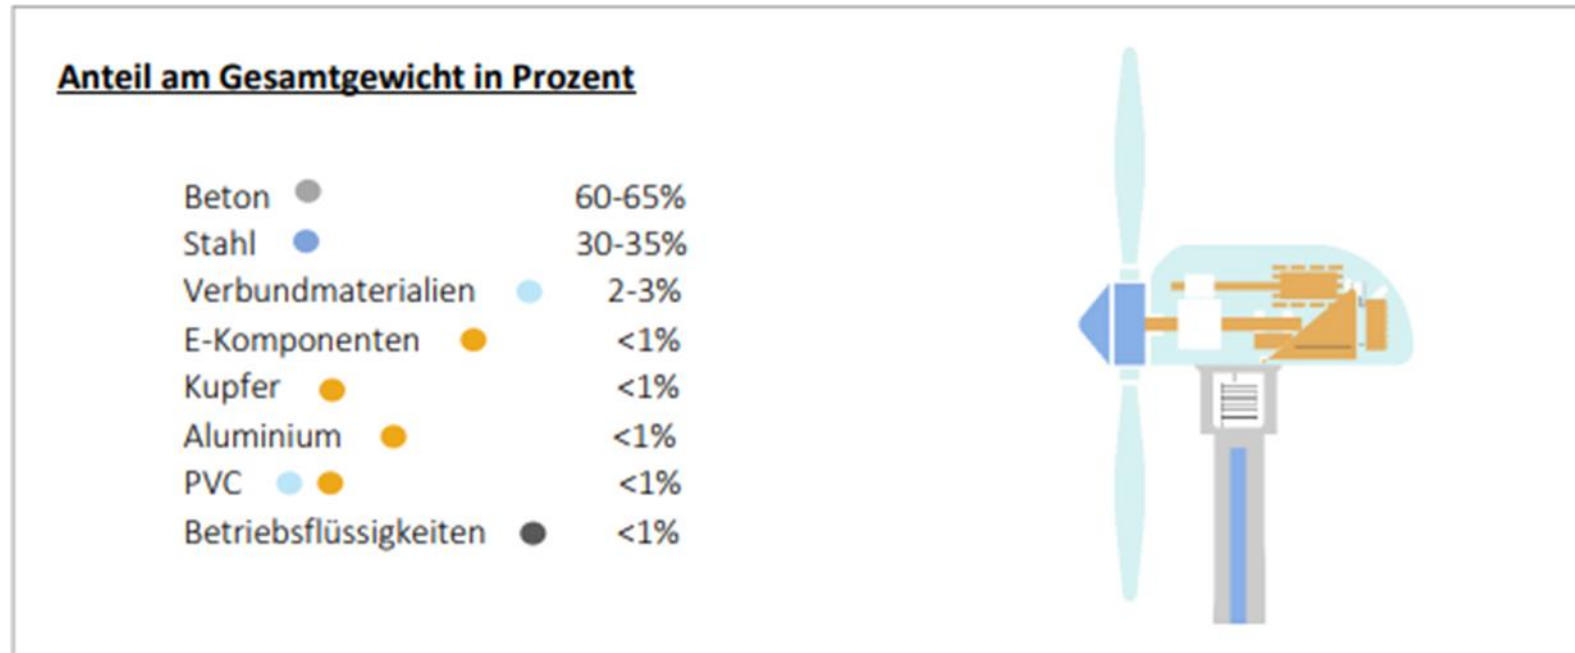 Anteil am Gesamtgewicht in Prozent
Beton 60-65%
Stahl 30-35%
Verbundmaterialien 2-3%
E-Komponenten <1%
Kupfer <1%
Aluminium <1%
PVC <1%
Betriebsflüssigkeiten <1%